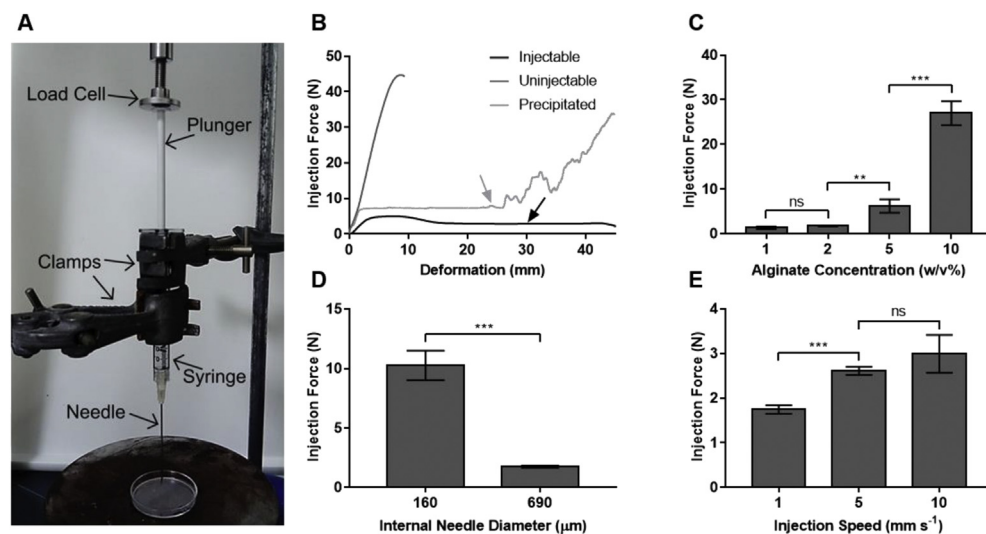 A
Load Cell
Plunger
Clamps
Syringe
Needle
B
Injection Force (N)
50
40
30
20
10
0
Injectable
Uninjectable
Precipitated
0 10 20 30 40
Deformation (mm)
C
Injection Force (N)
40
30
20
10
0
ns
**
***
1 2 5 10
Alginate Concentration (w/v%)
D
Injection Force (N)
15
10
5
0
***
160 690
Internal Needle Diameter (μm)
E
Injection Force (N)
4
3
2
1
0
***
ns
1 5 10
Injection Speed (mm s⁻¹)